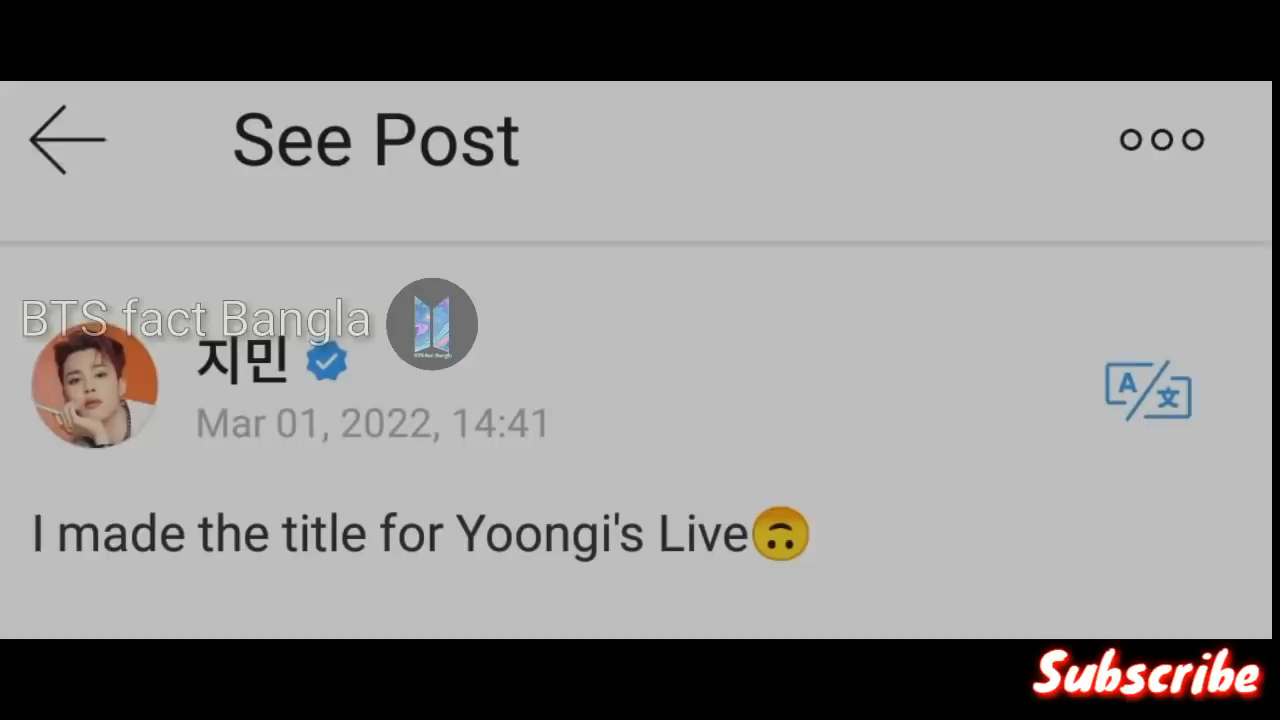 See Post
BTS fact Bangla
지민
Mar 01, 2022, 14:41
I made the title for Yoongi's Live🙃
Subscribe